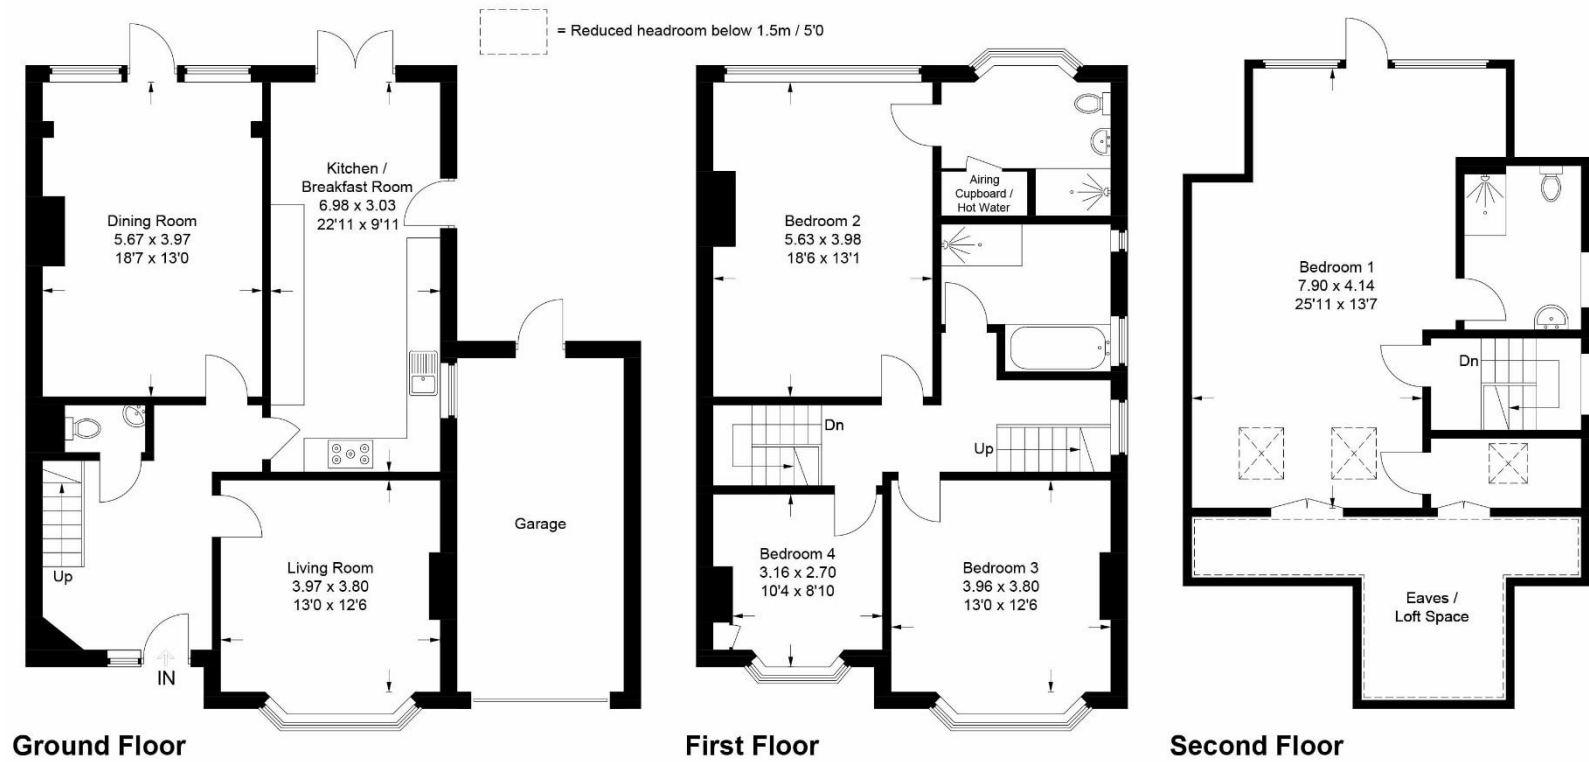 = Reduced headroom below 1.5m / 5'0
Kitchen /
Breakfast Room
6.98 x 3.03
22'11 x 9'11
Dining Room
5.67 x 3.97
18'7 x 13'0
Up
Living Room
3.97 x 3.80
13'0 x 12'6
Garage
IN
Ground Floor
Airing
Cupboard /
Hot Water
Bedroom 2
5.63 x 3.98
18'6 x 13'1
Dn
Up
Bedroom 4
3.16 x 2.70
10'4 x 8'10
Bedroom 3
3.96 x 3.80
13'0 x 12'6
First Floor
Bedroom 1
7.90 x 4.14
25'11 x 13'7
Dn
Eaves /
Loft Space
Second Floor